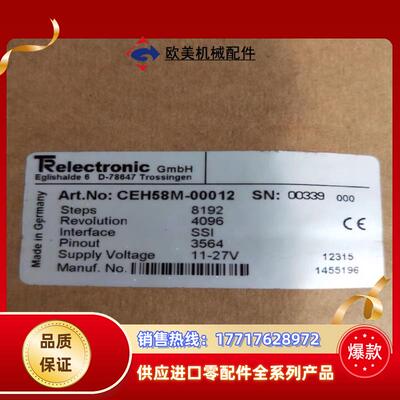 欧美机械配件
TRelectronic GmbH
Eglishalde 6 D-78647 Trossingen
Made in Germany
Art.No: CEH58M-00012 SN: 00339 000
Steps 8192
Revolution 4096
Interface SSI
Pinout 3564
Supply Voltage 11-27V 12315
Manuf. No. 1455196
CE
品质
保证
销售热线：17717628972
供应进口零配件全系列产品
爆款